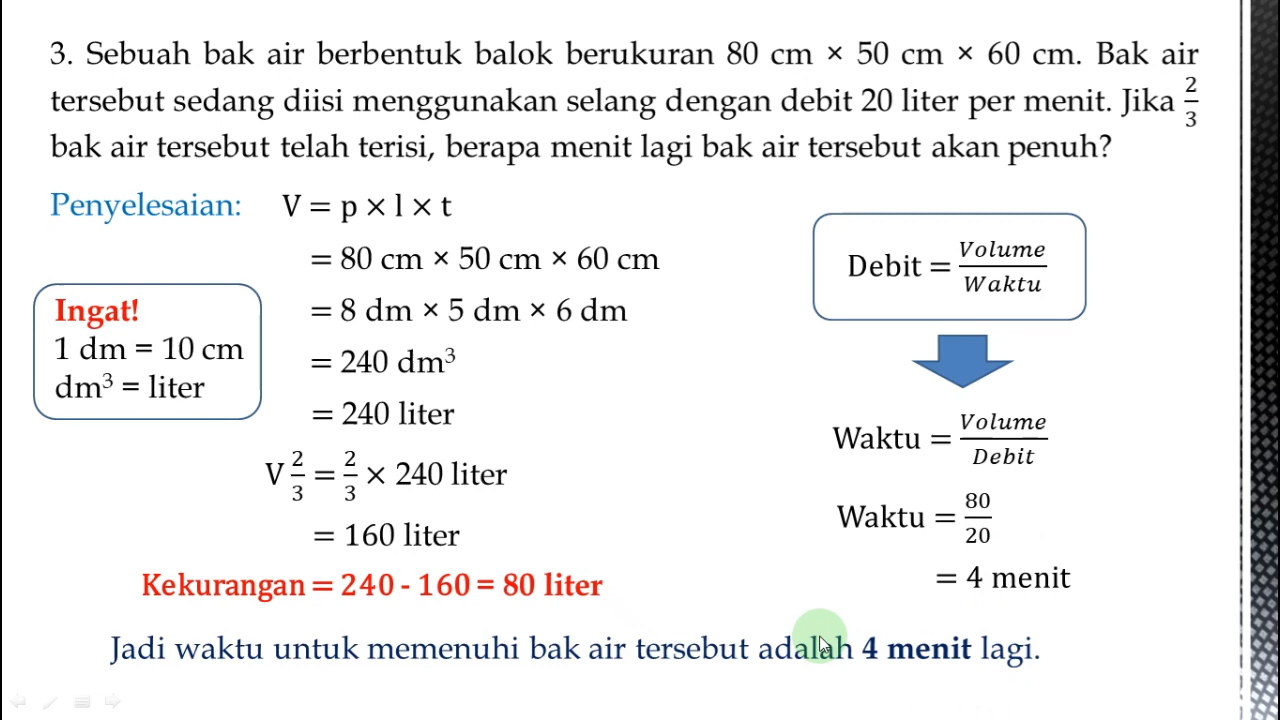 3. Sebuah bak air berbentuk balok berukuran 80 cm × 50 cm × 60 cm. Bak air
tersebut sedang diisi menggunakan selang dengan debit 20 liter per menit. Jika 2/3
bak air tersebut telah terisi, berapa menit lagi bak air tersebut akan penuh?
Penyelesaian: V = p × l × t
= 80 cm × 50 cm × 60 cm
= 8 dm × 5 dm × 6 dm
= 240 dm³
= 240 liter
V 2/3 = 2/3 × 240 liter
= 160 liter
Kekurangan = 240 - 160 = 80 liter
Ingat!
1 dm = 10 cm
dm³ = liter
Debit = Volume/Waktu
Waktu = Volume/Debit
Waktu = 80/20
= 4 menit
Jadi waktu untuk memenuhi bak air tersebut adalah 4 menit lagi.